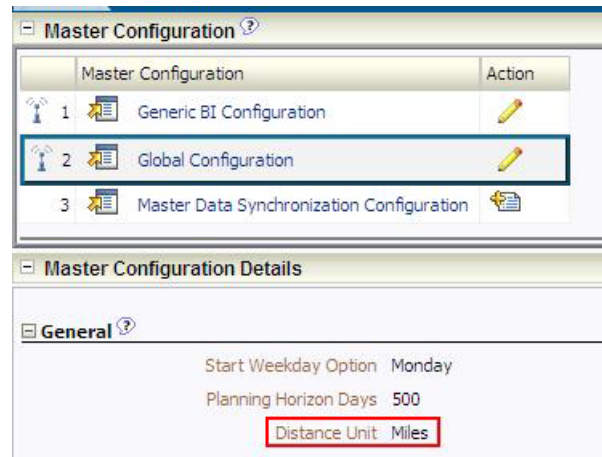 Master Configuration ?
Master Configuration Action
1 Generic BI Configuration
2 Global Configuration
3 Master Data Synchronization Configuration
Master Configuration Details
General ?
Start Weekday Option Monday
Planning Horizon Days 500
Distance Unit Miles